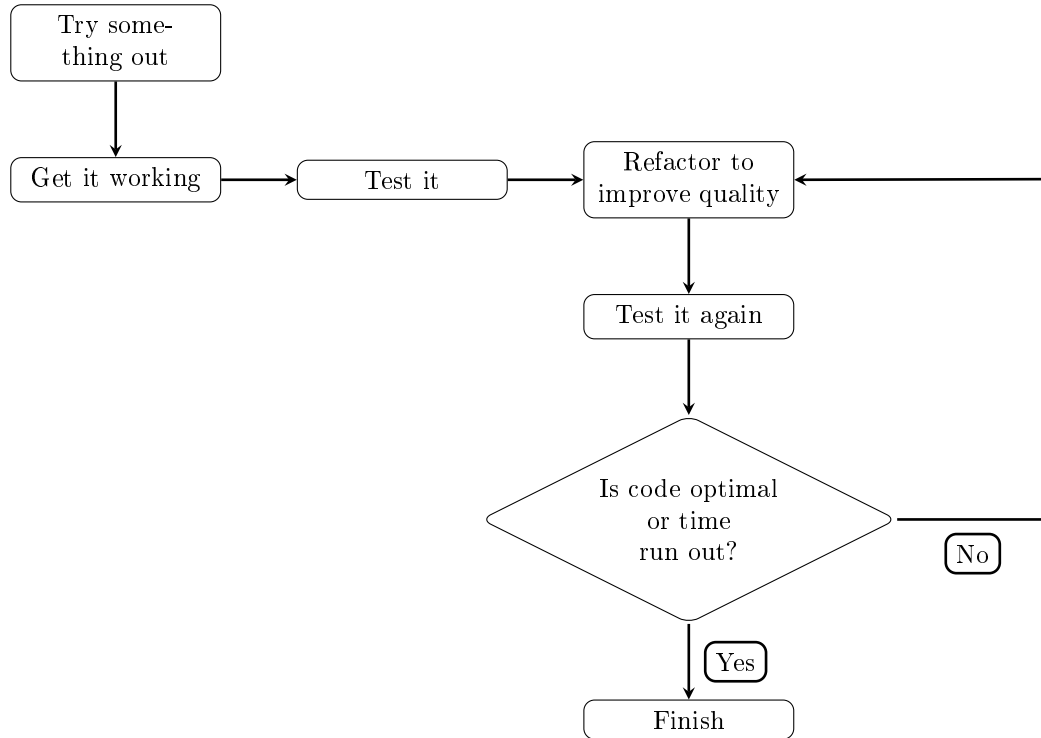 Try some-
thing out
Get it working
Test it
Refactor to
improve quality
Test it again
Is code optimal
or time
run out?
No
Yes
Finish